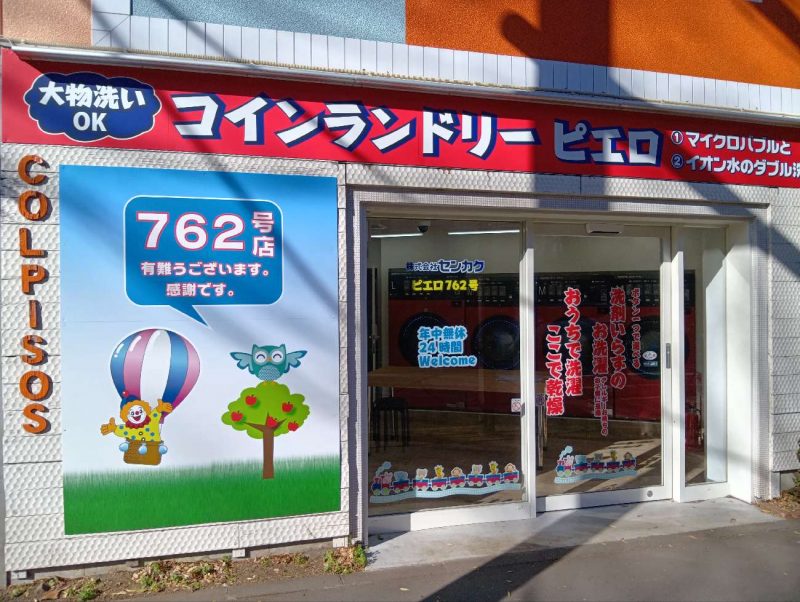 大物洗い
OK
コインランドリー ピエロ
①マイクロバブルと
②イオン水のダブル洗
COLPISOS
762号店
有難うございます。
感謝です。
株式会社センカク
ピエロ762号
年中無休
24時間
Welcome
洗剤いらずの
お洗濯
おうちで洗濯
ここで乾燥